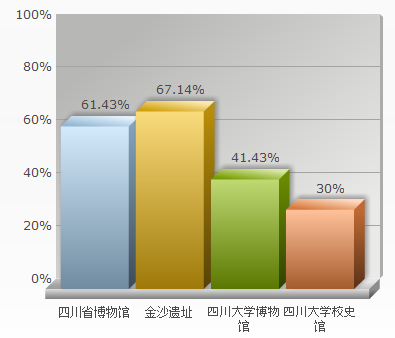 100%
80%
60%
40%
20%
0%
61.43%
67.14%
41.43%
30%
四川省博物馆
金沙遗址
四川大学博物
馆
四川大学校史
馆